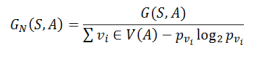 G_N(S, A) = G(S, A) / ∑ v_i ∈ V(A) − p_{v_i} log_2 p_{v_i}